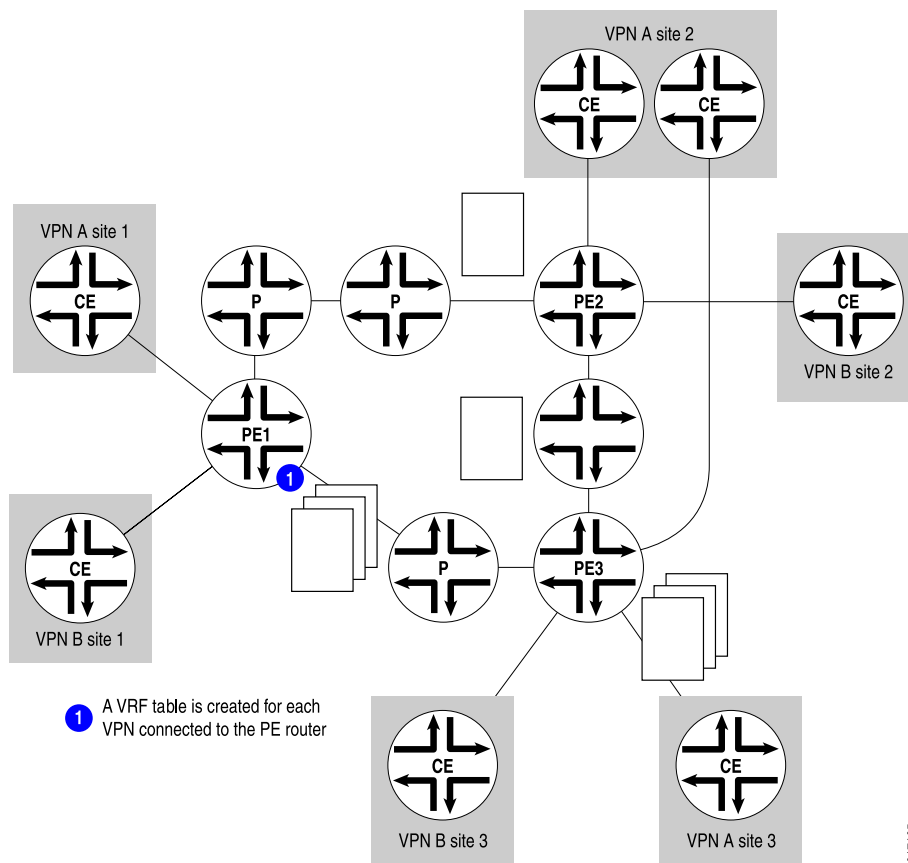 VPN A site 2
CE
CE
VPN A site 1
CE
P
P
PE2
CE
VPN B site 2
PE1
1
CE
VPN B site 1
P
PE3
1 A VRF table is created for each
VPN connected to the PE router
CE
VPN B site 3
CE
VPN A site 3